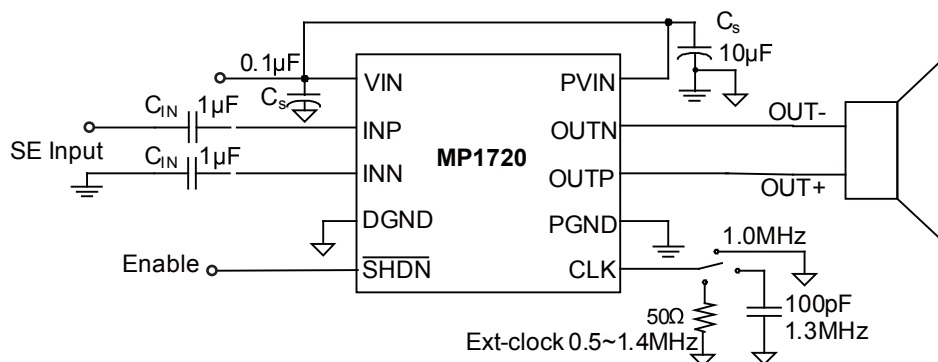 Cs
10µF
0.1µF
VIN
PVIN
Cs
CIN
1µF
INP
OUTN
OUT-
SE Input
CIN
1µF
MP1720
INN
OUTP
OUT+
DGND
PGND
1.0MHz
Enable
SHDN
CLK
50Ω
100pF
1.3MHz
Ext-clock 0.5~1.4MHz